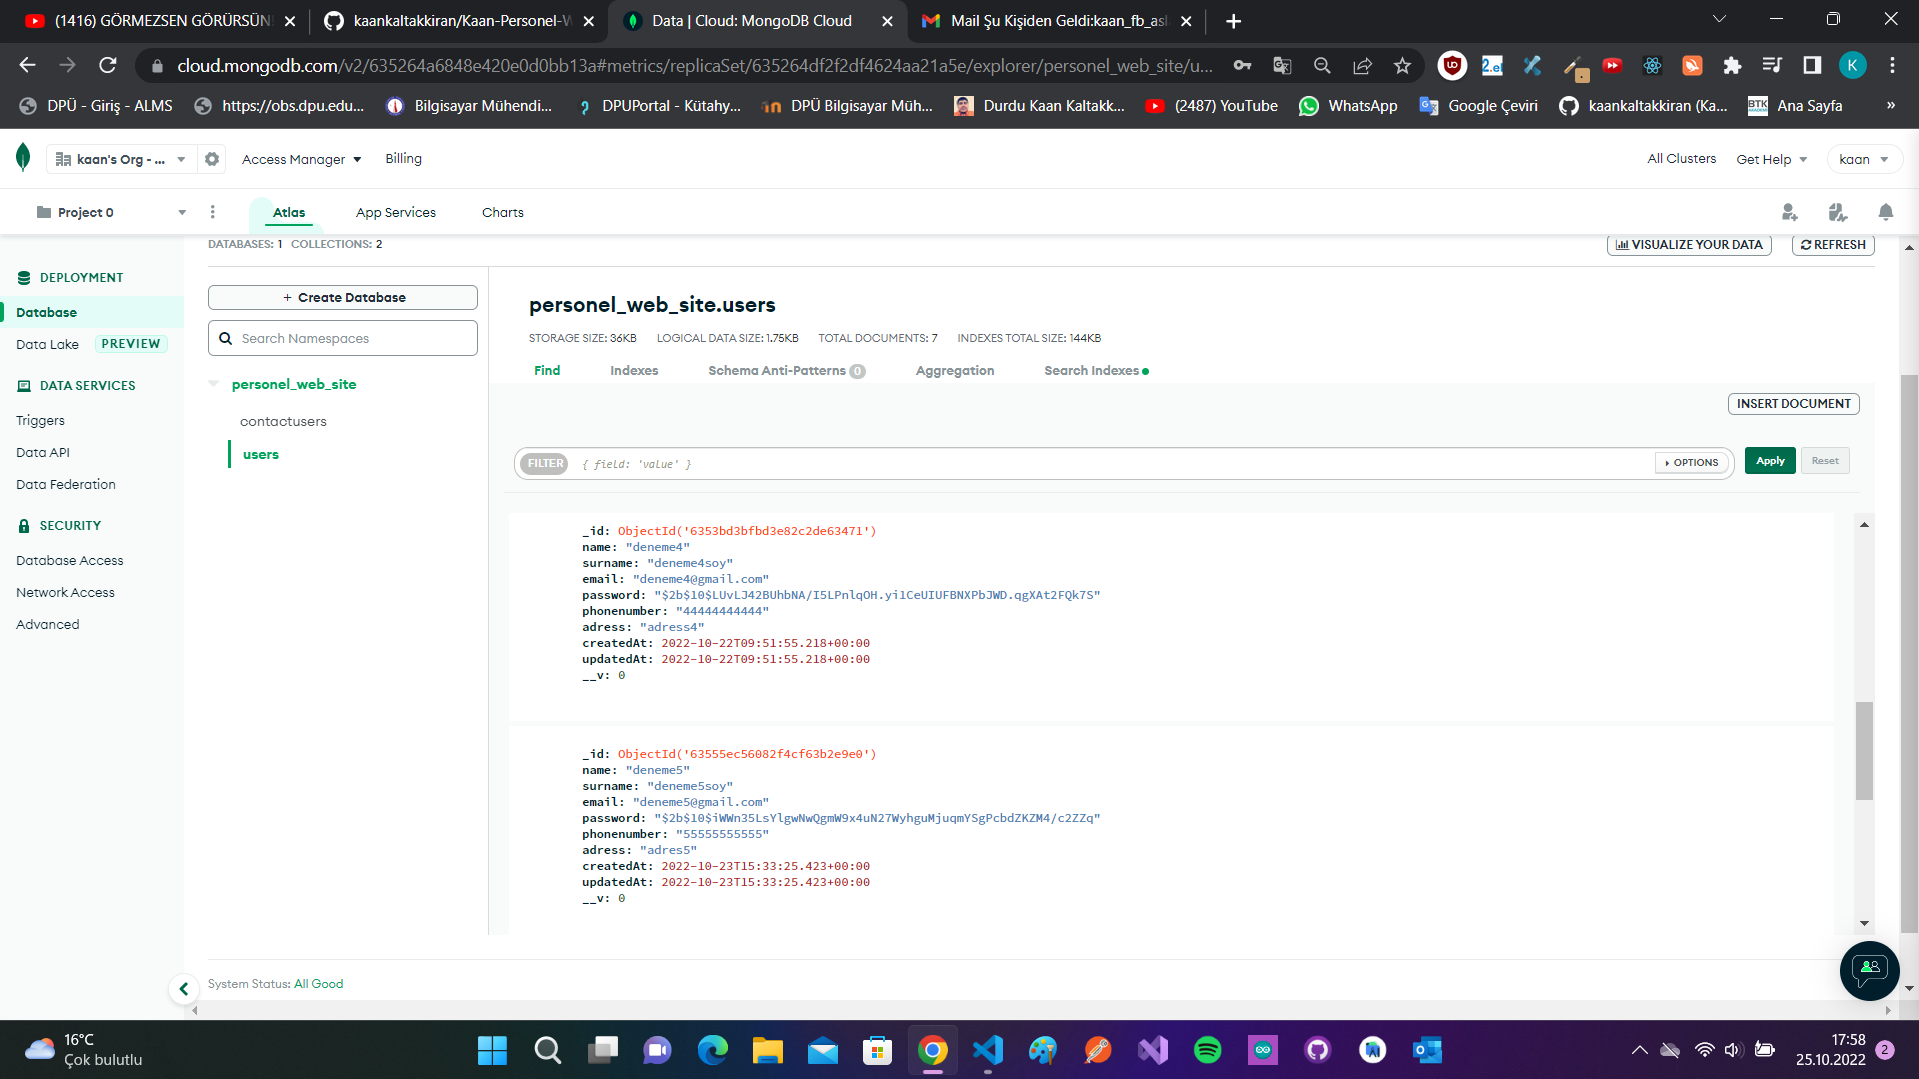 (1416) GÖRMEZSEN GÖRÜRSÜN
kaankaltakkiran/Kaan-Personel-W
Data | Cloud: MongoDB Cloud
Mail Şu Kişiden Geldi:kaan_fb_asl
cloud.mongodb.com/v2/635264a6848e420e0d0bb13a#metrics/replicaSet/635264df2f2df4624aa21a5e/explorer/personel_web_site/u...
K
DPÜ - Giriş - ALMS
https://obs.dpu.edu...
Bilgisayar Mühendi...
DPUPortal - Kütahy...
DPÜ Bilgisayar Müh...
Durdu Kaan Kaltakk...
(2487) YouTube
WhatsApp
Google Çeviri
kaankaltakkiran (Ka...
BTK
Ana Sayfa
»
kaan's Org - ...
Access Manager
Billing
All Clusters
Get Help
kaan
Project 0
Atlas
App Services
Charts
DATABASES: 1 COLLECTIONS: 2
VISUALIZE YOUR DATA
REFRESH
DEPLOYMENT
Database
Data Lake PREVIEW
DATA SERVICES
Triggers
Data API
Data Federation
SECURITY
Database Access
Network Access
Advanced
+ Create Database
Search Namespaces
personel_web_site
contactusers
users
personel_web_site.users
STORAGE SIZE: 36KB LOGICAL DATA SIZE: 1.75KB TOTAL DOCUMENTS: 7 INDEXES TOTAL SIZE: 144KB
Find
Indexes
Schema Anti-Patterns 0
Aggregation
Search Indexes
INSERT DOCUMENT
FILTER { field: 'value' }
OPTIONS
Apply
Reset
_id: ObjectId('6353bd3bfbd3e82c2de63471')
name: "deneme4"
surname: "deneme4soy"
email: "deneme4@gmail.com"
password: "$2b$10$LUvLJ42BUhbNA/I5LPnlqOH.yi1CeUIUFBNXPbJWD.qgXAt2FQk7S"
phonenumber: "44444444444"
adress: "adress4"
createdAt: 2022-10-22T09:51:55.218+00:00
updatedAt: 2022-10-22T09:51:55.218+00:00
__v: 0
_id: ObjectId('63555ec56082f4cf63b2e9e0')
name: "deneme5"
surname: "deneme5soy"
email: "deneme5@gmail.com"
password: "$2b$10$iWWn35LsYlgwNwQgmW9x4uN27WyhguMjuqmYSgPcbdZKZM4/c2ZZq"
phonenumber: "55555555555"
adress: "adres5"
createdAt: 2022-10-23T15:33:25.423+00:00
updatedAt: 2022-10-23T15:33:25.423+00:00
__v: 0
System Status: All Good
16°C
Çok bulutlu
17:58
25.10.2022
2